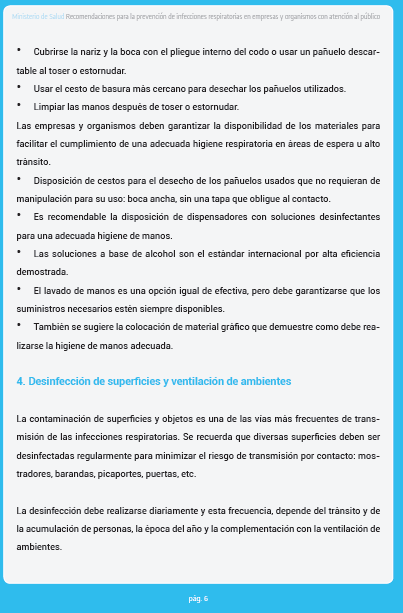 Ministerio de Salud Recomendaciones para la prevención de infecciones respiratorias en empresas y organismos con atención al público
• Cubrirse la nariz y la boca con el pliegue interno del codo o usar un pañuelo descar-
table al toser o estornudar.
• Usar el cesto de basura más cercano para desechar los pañuelos utilizados.
• Limpiar las manos después de toser o estornudar.
Las empresas y organismos deben garantizar la disponibilidad de los materiales para
facilitar el cumplimiento de una adecuada higiene respiratoria en áreas de espera u alto
tránsito.
• Disposición de cestos para el desecho de los pañuelos usados que no requieran de
manipulación para su uso: boca ancha, sin una tapa que obligue al contacto.
• Es recomendable la disposición de dispensadores con soluciones desinfectantes
para una adecuada higiene de manos.
• Las soluciones a base de alcohol son el estándar internacional por alta eficiencia
demostrada.
• El lavado de manos es una opción igual de efectiva, pero debe garantizarse que los
suministros necesarios estén siempre disponibles.
• También se sugiere la colocación de material gráfico que demuestre como debe rea-
lizarse la higiene de manos adecuada.
4. Desinfección de superficies y ventilación de ambientes
La contaminación de superficies y objetos es una de las vías más frecuentes de trans-
misión de las infecciones respiratorias. Se recuerda que diversas superficies deben ser
desinfectadas regularmente para minimizar el riesgo de transmisión por contacto: mos-
tradores, barandas, picaportes, puertas, etc.
La desinfección debe realizarse diariamente y esta frecuencia, depende del tránsito y de
la acumulación de personas, la época del año y la complementación con la ventilación de
ambientes.
pág. 6